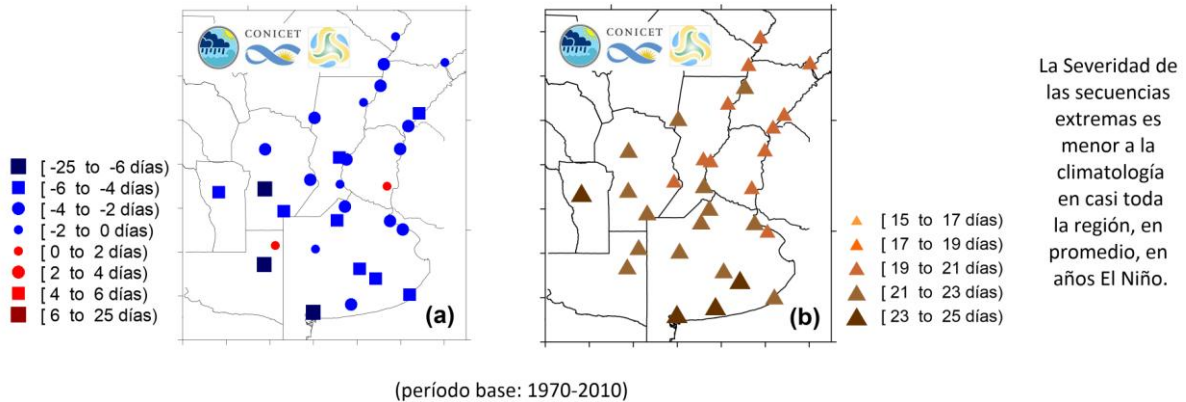 CONICET
[ -25 to -6 días)
[ -6 to -4 días)
[ -4 to -2 días)
[ -2 to 0 días)
[ 0 to 2 días)
[ 2 to 4 días)
[ 4 to 6 días)
[ 6 to 25 días)
(a)
CONICET
(b)
[ 15 to 17 días)
[ 17 to 19 días)
[ 19 to 21 días)
[ 21 to 23 días)
[ 23 to 25 días)
La Severidad de
las secuencias
extremas es
menor a la
climatología
en casi toda
la región, en
promedio, en
años El Niño.
(período base: 1970-2010)